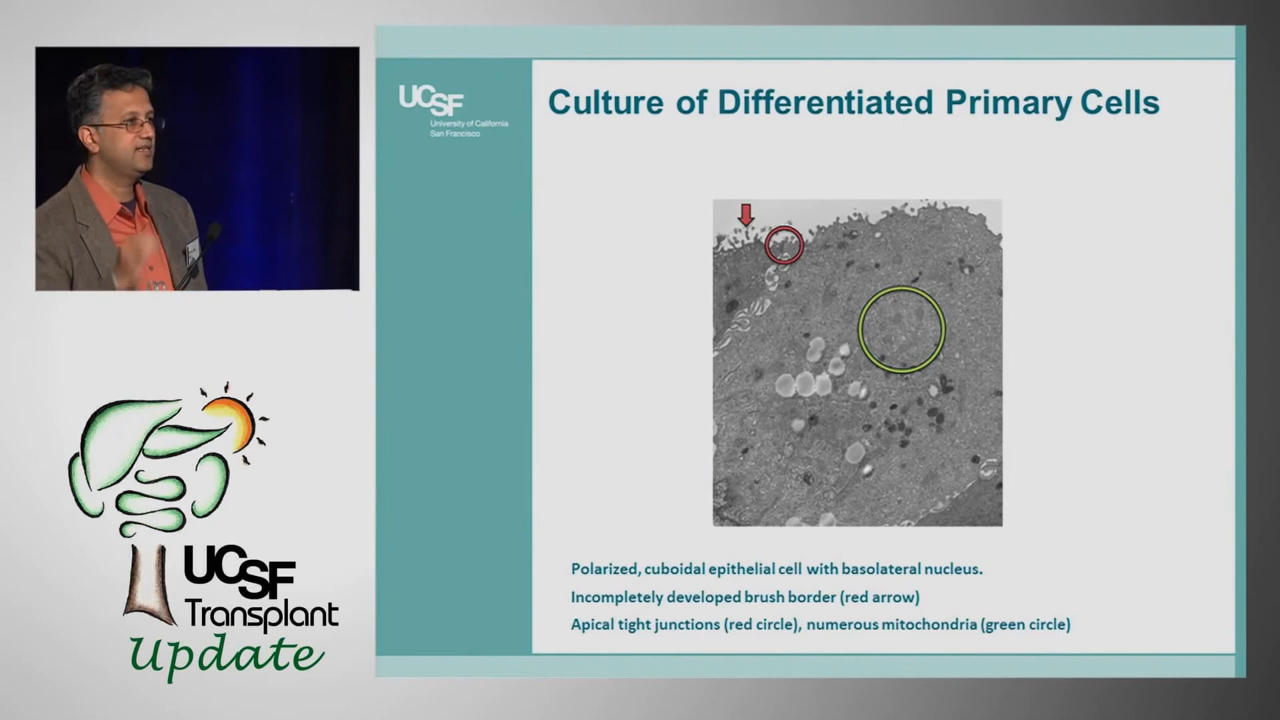 UCSF
University of California
San Francisco
Culture of Differentiated Primary Cells
Polarized, cuboidal epithelial cell with basolateral nucleus.
Incompletely developed brush border (red arrow)
Apical tight junctions (red circle), numerous mitochondria (green circle)
UCSF
Transplant
Update